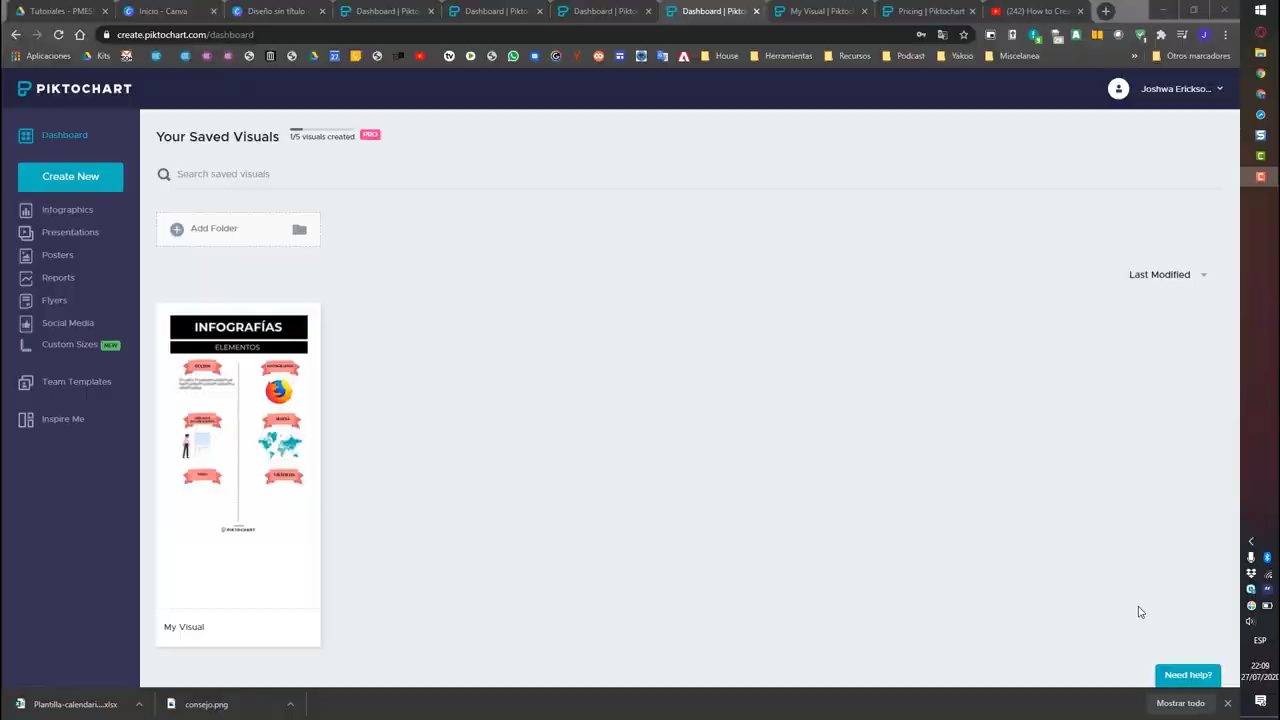 Tutoriales - PMES
Inicio - Canva
Diseño sin título -
Dashboard | Pikto
Dashboard | Pikto
Dashboard | Pikto
Dashboard | Pikt
My Visual | Pikto
Pricing | Piktochart
(242) How to Cre
create.piktochart.com/dashboard
Aplicaciones
GMAIL
Kits
House
Herramientas
Recursos
Podcast
Yakoo
Miscelanea
»
Otros marcadores
PIKTOCHART
Joshwa Erickso...
Dashboard
Create New
Infographics
Presentations
Posters
Reports
Flyers
Social Media
Custom Sizes NEW
Team Templates
Inspire Me
Your Saved Visuals
1/5 visuals created
PRO
Search saved visuals
Add Folder
Last Modified
INFOGRAFÍAS
ELEMENTOS
PIKTOCHART
My Visual
Need help?
ESP
22:09
27/07/2020
Plantilla-calendari....xlsx
consejo.png
Mostrar todo